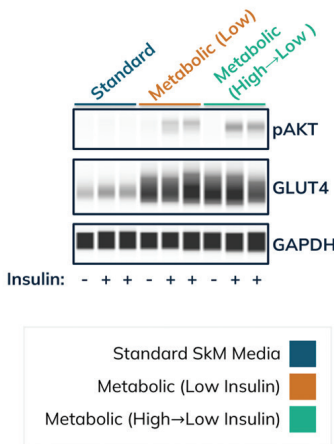 Standard
Metabolic (Low)
Metabolic
(High→Low)
pAKT
GLUT4
GAPDH
Insulin: - + + - + + - + +
Standard SkM Media
Metabolic (Low Insulin)
Metabolic (High→Low Insulin)